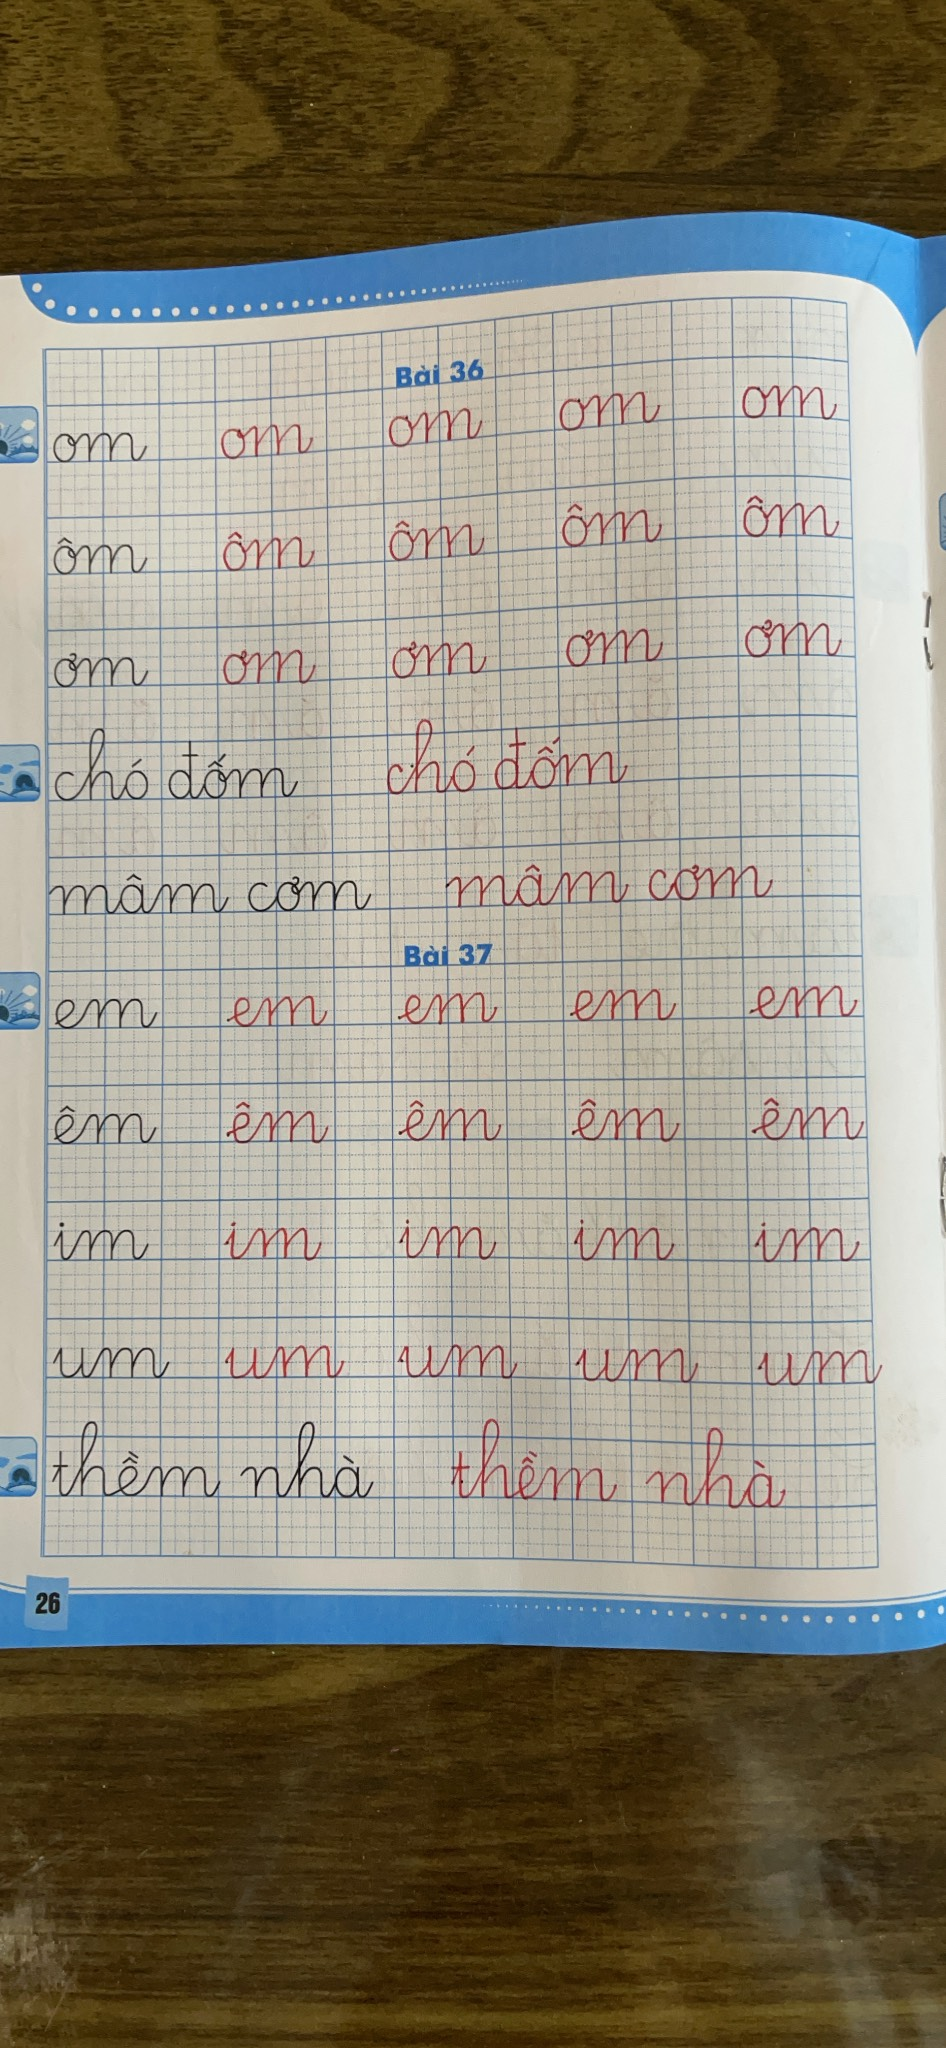 Bài 36
om om om om om
ôm ôm ôm ôm ôm
ơm ơm ơm ơm ơm
chó đốm chó đốm
mâm cơm mâm cơm
Bài 37
em em em em em
êm êm êm êm êm
im im im im im
um um um um um
thềm nhà thềm nhà
26